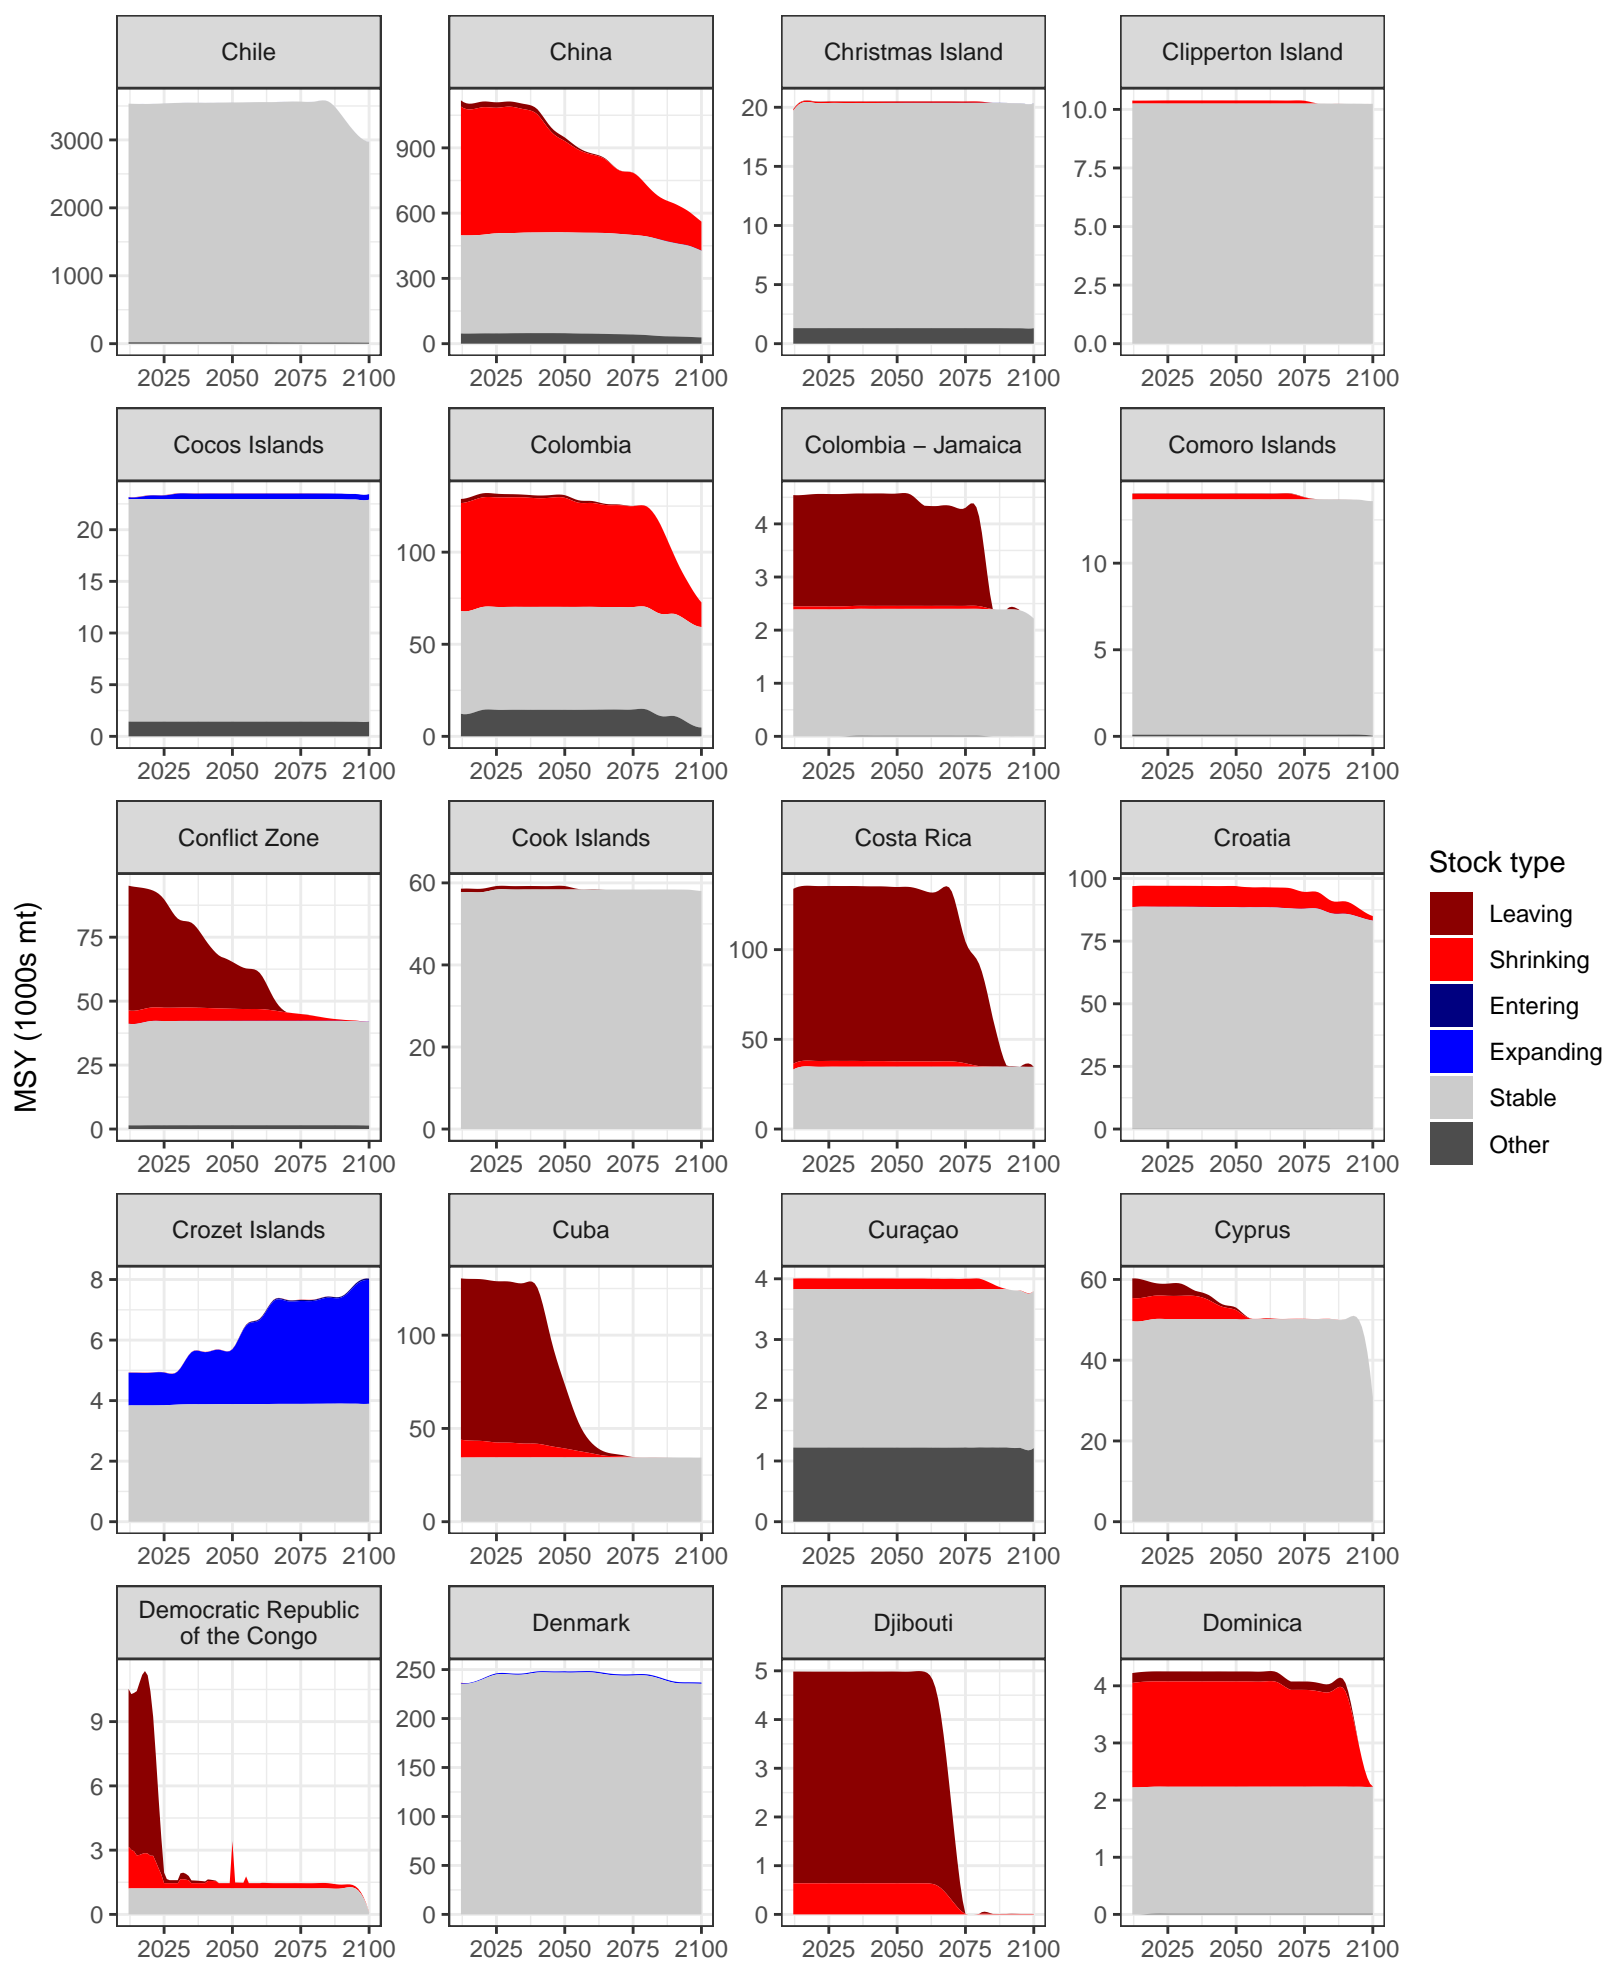 Chile
China
Christmas Island
Clipperton Island
3000
2000
1000
0
900
600
300
0
20
15
10
5
0
10.0
7.5
5.0
2.5
0.0
2025 2050 2075 2100
2025 2050 2075 2100
2025 2050 2075 2100
2025 2050 2075 2100
Cocos Islands
Colombia
Colombia − Jamaica
Comoro Islands
20
15
10
5
0
100
50
0
4
3
2
1
0
10
5
0
2025 2050 2075 2100
2025 2050 2075 2100
2025 2050 2075 2100
2025 2050 2075 2100
Conflict Zone
Cook Islands
Costa Rica
Croatia
75
50
25
0
60
40
20
0
100
50
0
100
75
50
25
0
2025 2050 2075 2100
2025 2050 2075 2100
2025 2050 2075 2100
2025 2050 2075 2100
Crozet Islands
Cuba
Curaçao
Cyprus
8
6
4
2
0
100
50
0
4
3
2
1
0
60
40
20
0
2025 2050 2075 2100
2025 2050 2075 2100
2025 2050 2075 2100
2025 2050 2075 2100
Democratic Republic
of the Congo
Denmark
Djibouti
Dominica
9
6
3
0
250
200
150
100
50
0
5
4
3
2
1
0
4
3
2
1
0
2025 2050 2075 2100
2025 2050 2075 2100
2025 2050 2075 2100
2025 2050 2075 2100
MSY (1000s mt)
Stock type
Leaving
Shrinking
Entering
Expanding
Stable
Other